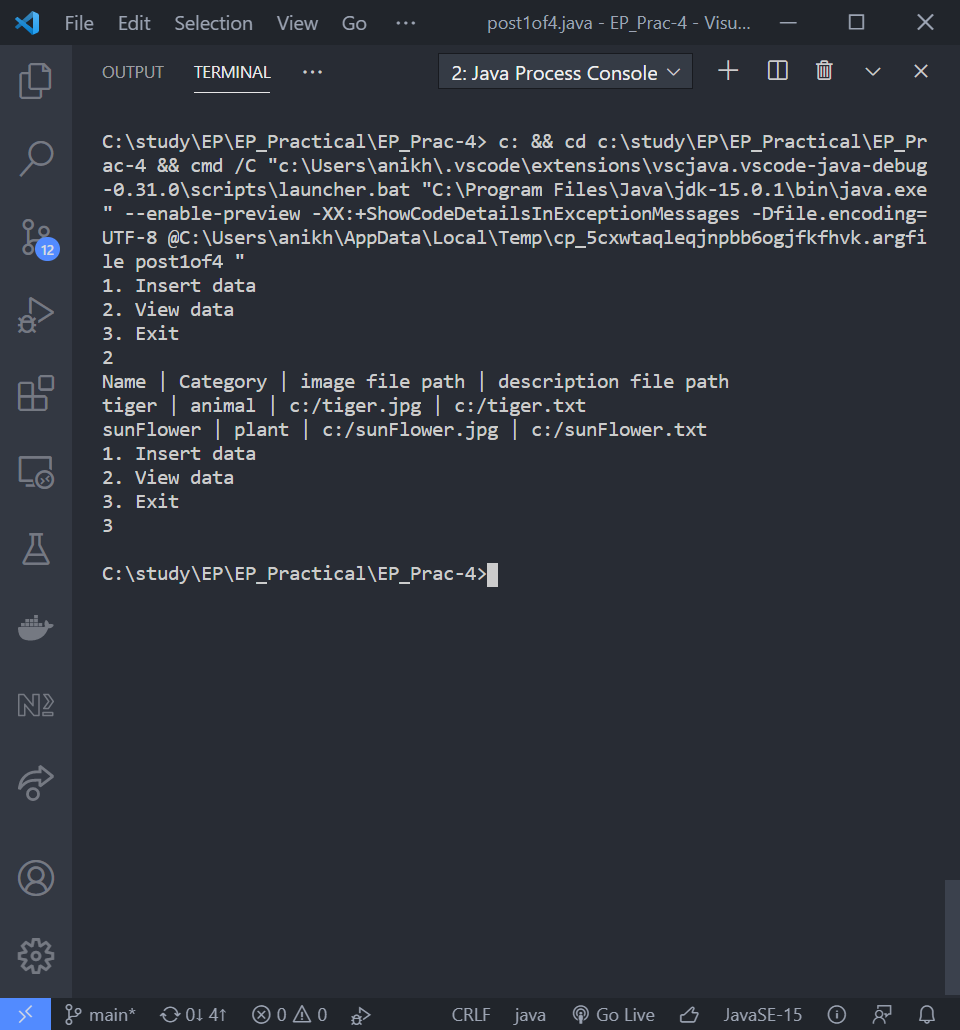 File Edit Selection View Go ··· post1of4.java - EP_Prac-4 - Visu...
OUTPUT TERMINAL ··· 2: Java Process Console
C:\study\EP\EP_Practical\EP_Prac-4> c: && cd c:\study\EP\EP_Practical\EP_Pr
ac-4 && cmd /C "c:\Users\anikh\.vscode\extensions\vscjava.vscode-java-debug
-0.31.0\scripts\launcher.bat "C:\Program Files\Java\jdk-15.0.1\bin\java.exe
" --enable-preview -XX:+ShowCodeDetailsInExceptionMessages -Dfile.encoding=
UTF-8 @C:\Users\anikh\AppData\Local\Temp\cp_5cxwtaqleqjnpbb6ogjfkfhvk.argfi
le post1of4 "
1. Insert data
2. View data
3. Exit
2
Name | Category | image file path | description file path
tiger | animal | c:/tiger.jpg | c:/tiger.txt
sunFlower | plant | c:/sunFlower.jpg | c:/sunFlower.txt
1. Insert data
2. View data
3. Exit
3
C:\study\EP\EP_Practical\EP_Prac-4>
12
N
main* 0↓ 4↑ 0 0 CRLF java Go Live JavaSE-15